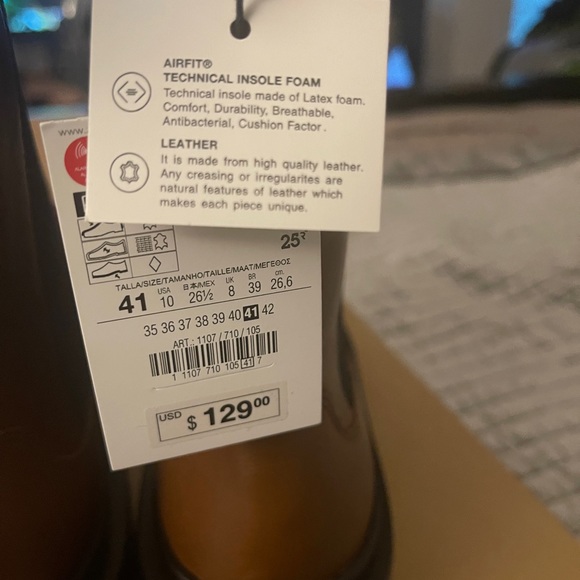 AIRFIT®
TECHNICAL INSOLE FOAM
Technical insole made of Latex foam.
Comfort, Durability, Breathable,
Antibacterial, Cushion Factor.
LEATHER
It is made from high quality leather.
Any creasing or irregularites are
natural features of leather which
makes each piece unique.
www.
25
TALLA/SIZE/TAMANHO/TAILLE/MAAT/ΜΕΓΕΘΟΣ
USA 日本/MEX UK BR cm.
41 10 26½ 8 39 26,6
35 36 37 38 39 40 41 42
ART.: 1107 / 710 / 105
1 1107 710 105 41 7
USD $ 12900